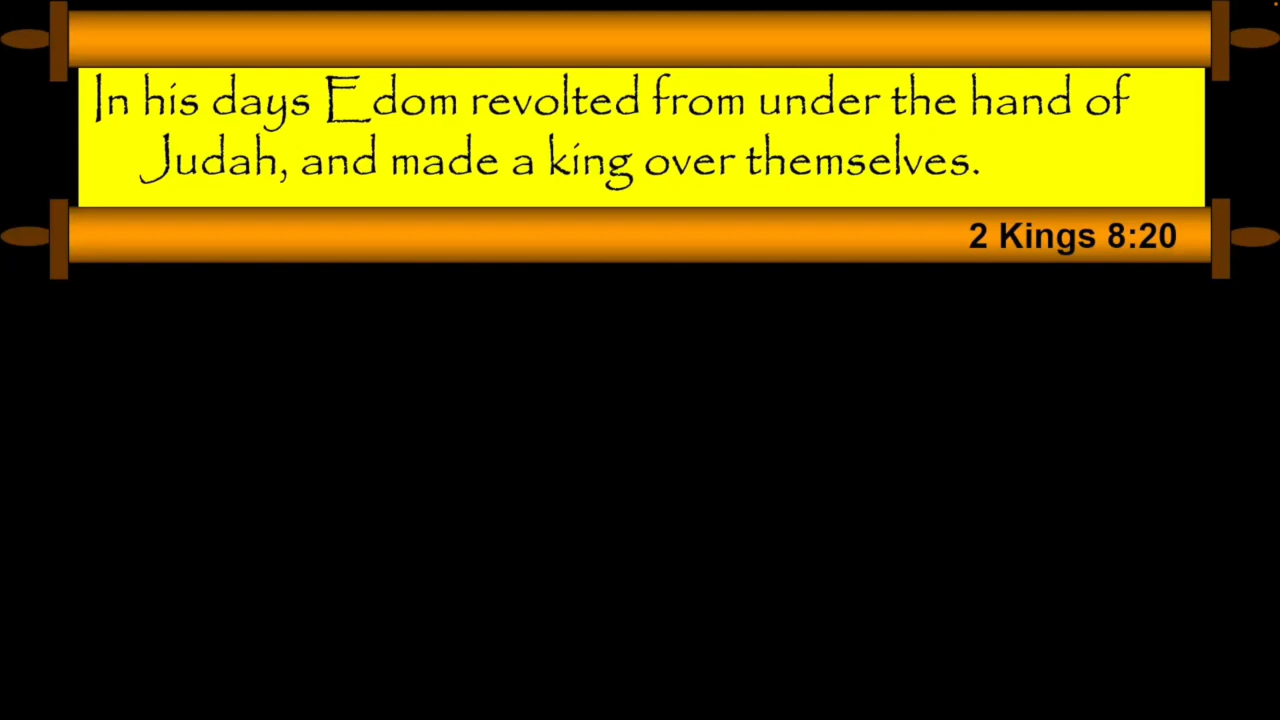 In his days Edom revolted from under the hand of
Judah, and made a king over themselves.
2 Kings 8:20